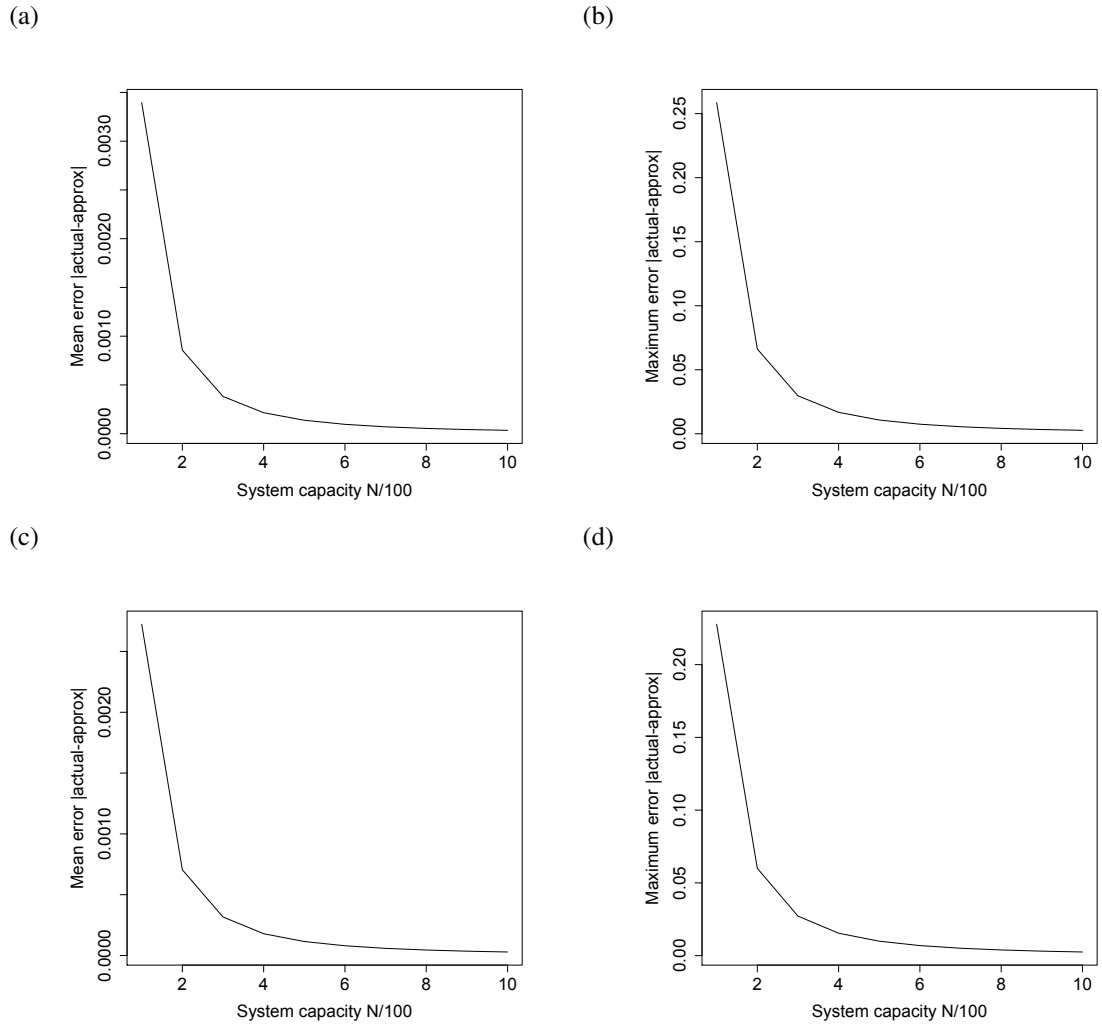 (a)
Mean error |actual-approx|
0.0030
0.0020
0.0010
0.0000
2 4 6 8 10
System capacity N/100
(b)
Maximum error |actual-approx|
0.25
0.20
0.15
0.10
0.05
0.00
2 4 6 8 10
System capacity N/100
(c)
Mean error |actual-approx|
0.0020
0.0010
0.0000
2 4 6 8 10
System capacity N/100
(d)
Maximum error |actual-approx|
0.20
0.15
0.10
0.05
0.00
2 4 6 8 10
System capacity N/100